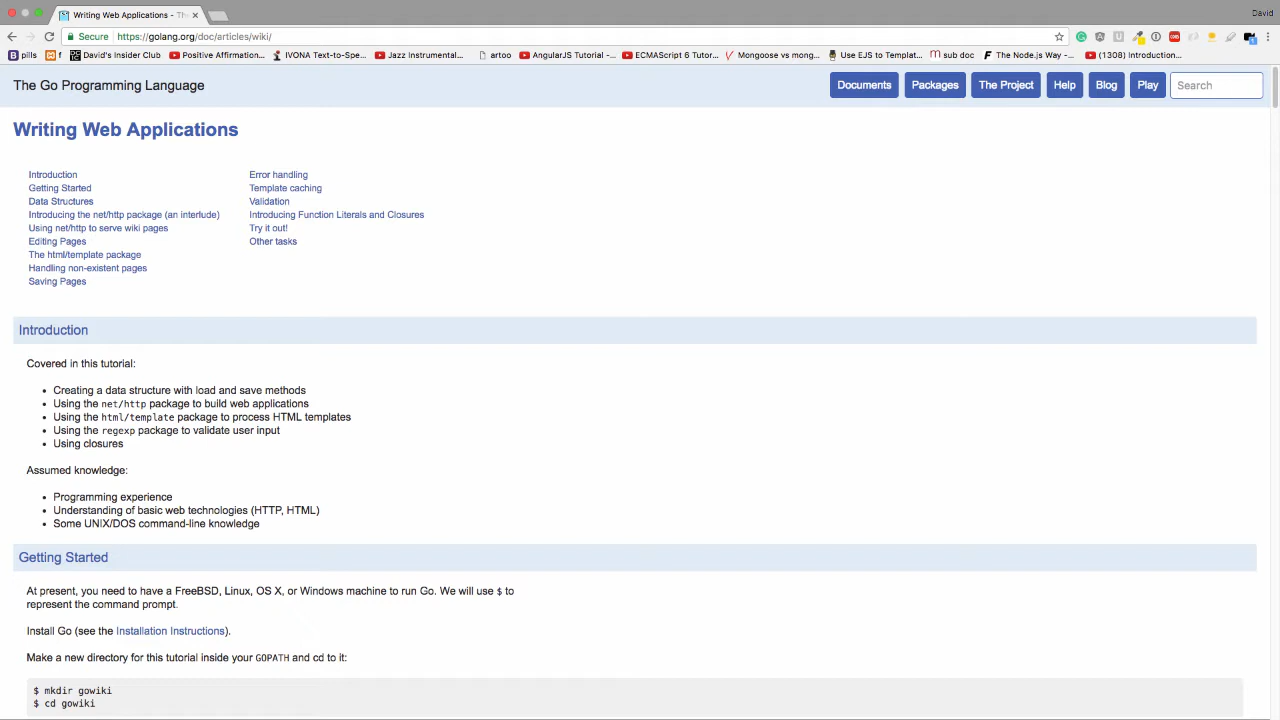 Writing Web Applications - Th
David
Secure https://golang.org/doc/articles/wiki/
pills
David's Insider Club
Positive Affirmation...
IVONA Text-to-Spe...
Jazz Instrumental...
artoo
AngularJS Tutorial -...
ECMAScript 6 Tutor...
Mongoose vs mong...
Use EJS to Templat...
sub doc
The Node.js Way -...
(1308) Introduction...
The Go Programming Language
Documents
Packages
The Project
Help
Blog
Play
Search
Writing Web Applications
Introduction
Getting Started
Data Structures
Introducing the net/http package (an interlude)
Using net/http to serve wiki pages
Editing Pages
The html/template package
Handling non-existent pages
Saving Pages
Error handling
Template caching
Validation
Introducing Function Literals and Closures
Try it out!
Other tasks
Introduction
Covered in this tutorial:
• Creating a data structure with load and save methods
• Using the net/http package to build web applications
• Using the html/template package to process HTML templates
• Using the regexp package to validate user input
• Using closures
Assumed knowledge:
• Programming experience
• Understanding of basic web technologies (HTTP, HTML)
• Some UNIX/DOS command-line knowledge
Getting Started
At present, you need to have a FreeBSD, Linux, OS X, or Windows machine to run Go. We will use $ to
represent the command prompt.
Install Go (see the Installation Instructions).
Make a new directory for this tutorial inside your GOPATH and cd to it:
$ mkdir gowiki
$ cd gowiki